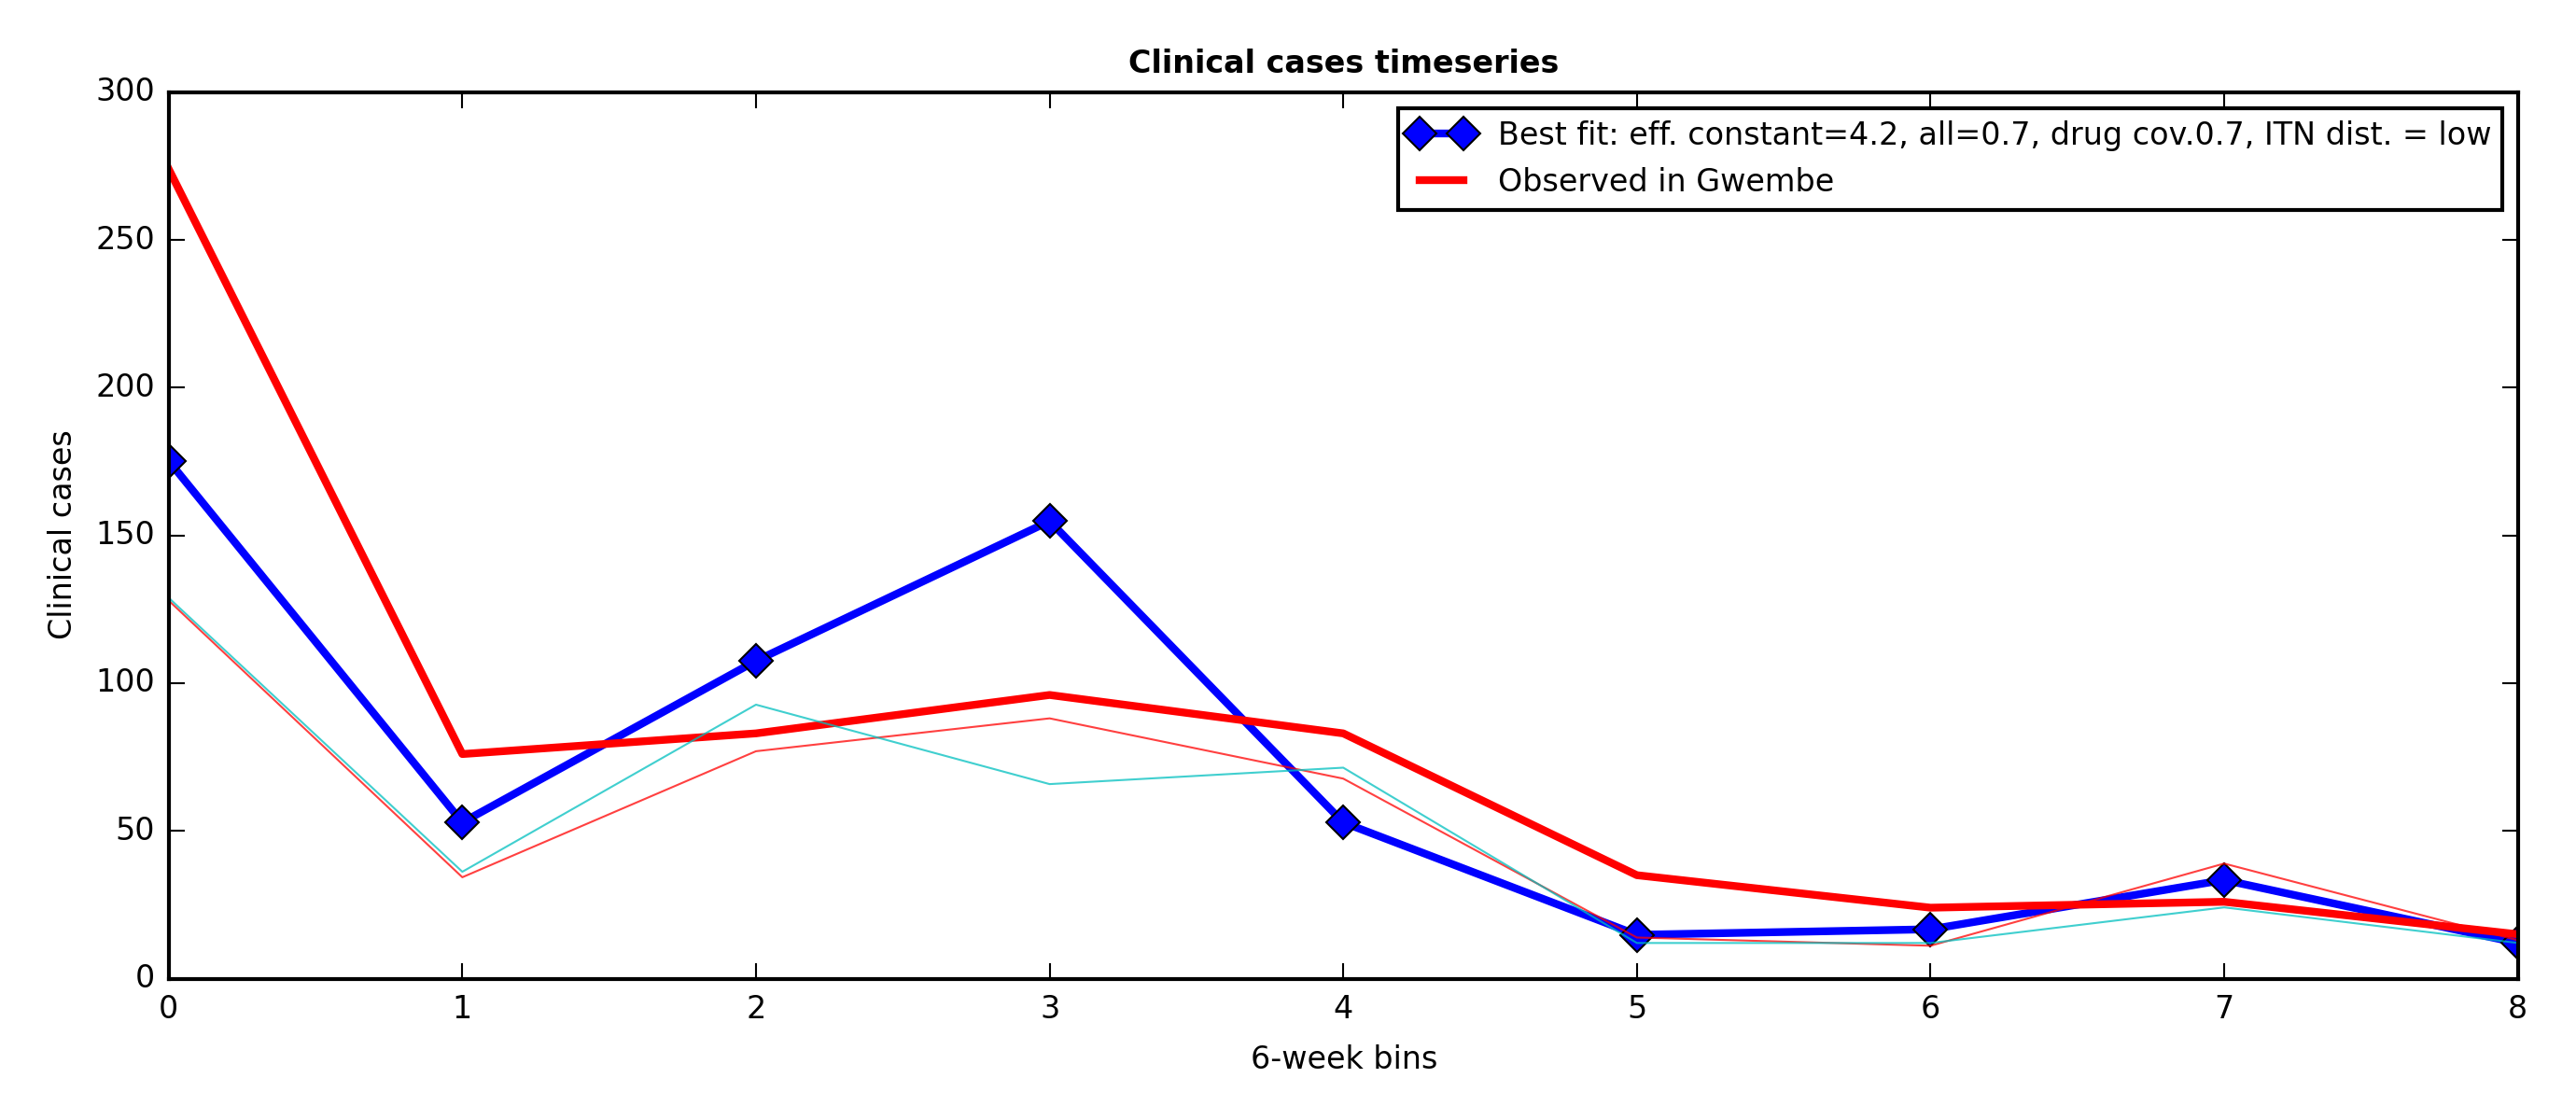 Clinical cases timeseries
300
250
200
150
100
50
0
Clinical cases
Best fit: eff. constant=4.2, all=0.7, drug cov.0.7, ITN dist. = low
Observed in Gwembe
0 1 2 3 4 5 6 7 8
6-week bins